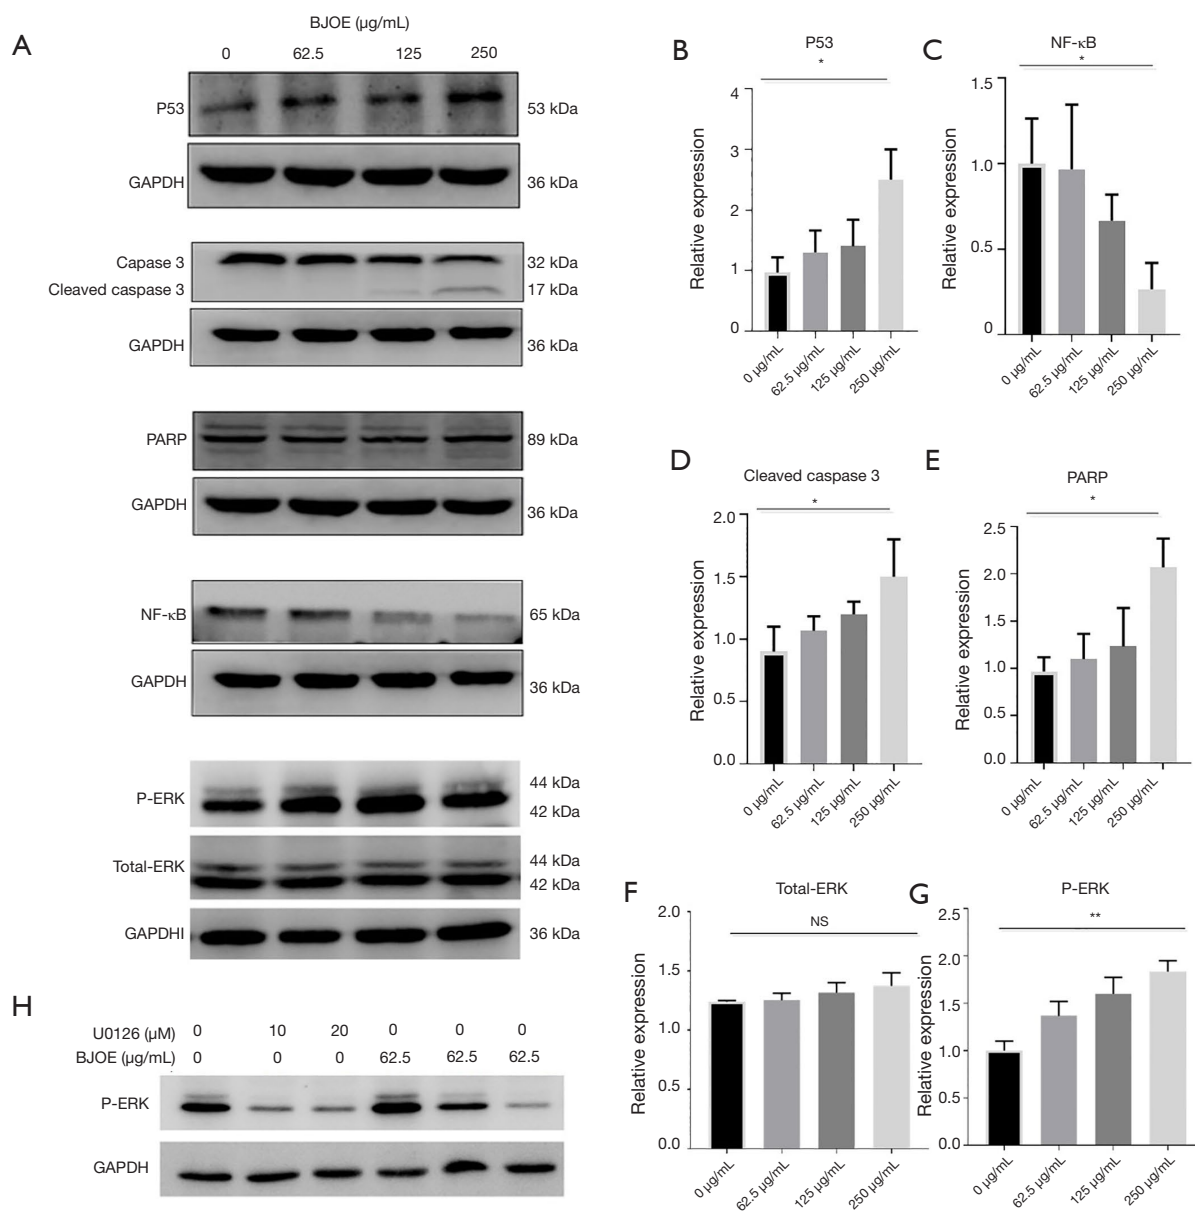 A
BJOE (µg/mL)
0 62.5 125 250
P53 53 kDa
GAPDH 36 kDa
Capase 3 32 kDa
Cleaved caspase 3 17 kDa
GAPDH 36 kDa
PARP 89 kDa
GAPDH 36 kDa
NF-κB 65 kDa
GAPDH 36 kDa
P-ERK 44 kDa
42 kDa
Total-ERK 44 kDa
42 kDa
GAPDHI 36 kDa
B
P53
*
Relative expression
4
3
2
1
0
0 µg/mL 62.5 µg/mL 125 µg/mL 250 µg/mL
C
NF-κB
*
Relative expression
1.5
1.0
0.5
0
0 µg/mL 62.5 µg/mL 125 µg/mL 250 µg/mL
D
Cleaved caspase 3
*
Relative expression
2.0
1.5
1.0
0.5
0.0
0 µg/mL 62.5 µg/mL 125 µg/mL 250 µg/mL
E
PARP
*
Relative expression
2.5
2.0
1.5
1.0
0.5
0.0
0 µg/mL 62.5 µg/mL 125 µg/mL 250 µg/mL
F
Total-ERK
NS
Relative expression
2.0
1.5
1.0
0.5
0.0
0 µg/mL 62.5 µg/mL 125 µg/mL 250 µg/mL
G
P-ERK
**
Relative expression
2.5
2.0
1.5
1.0
0.5
0.0
0 µg/mL 62.5 µg/mL 125 µg/mL 250 µg/mL
H
U0126 (µM) 0 10 20 0 0 0
BJOE (µg/mL) 0 0 0 62.5 62.5 62.5
P-ERK
GAPDH